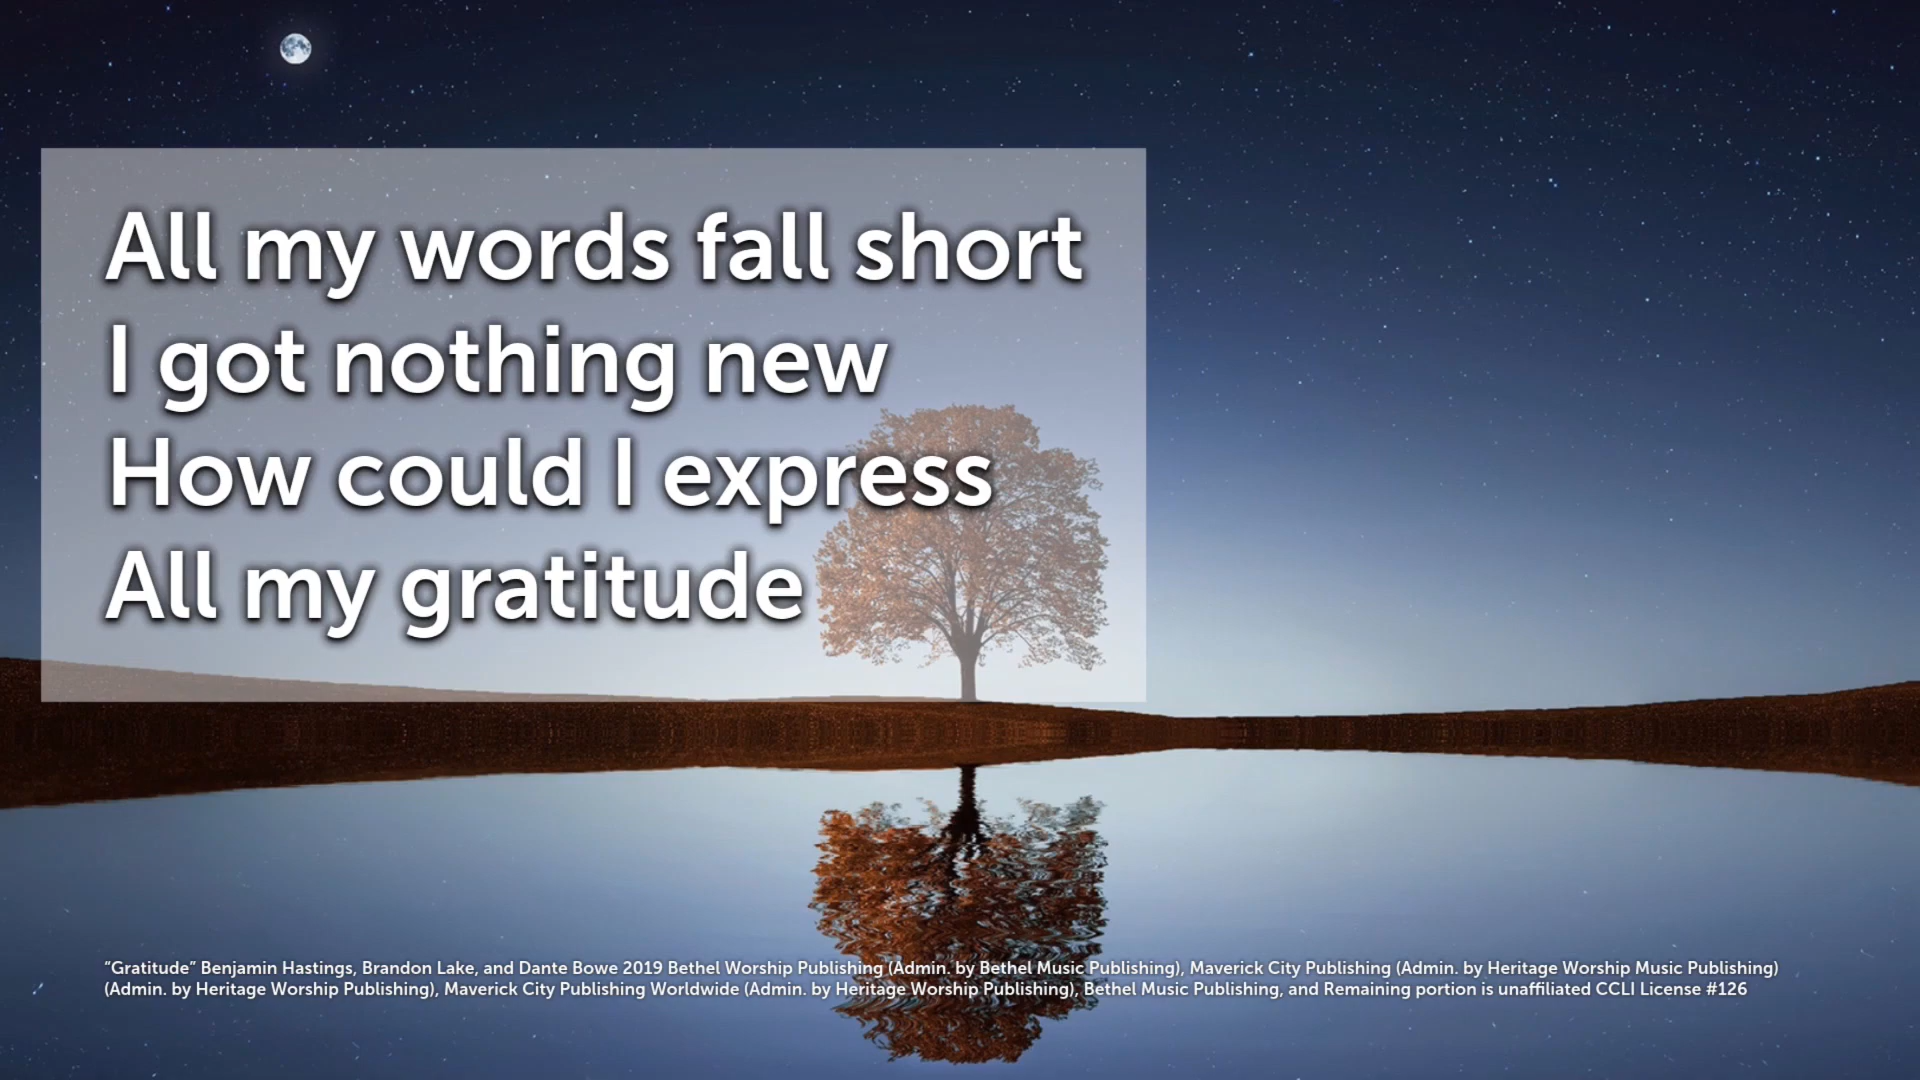 All my words fall short
I got nothing new
How could I express
All my gratitude
“Gratitude” Benjamin Hastings, Brandon Lake, and Dante Bowe 2019 Bethel Worship Publishing (Admin. by Bethel Music Publishing), Maverick City Publishing (Admin. by Heritage Worship Music Publishing)
(Admin. by Heritage Worship Publishing), Maverick City Publishing Worldwide (Admin. by Heritage Worship Publishing), Bethel Music Publishing, and Remaining portion is unaffiliated CCLI License #126